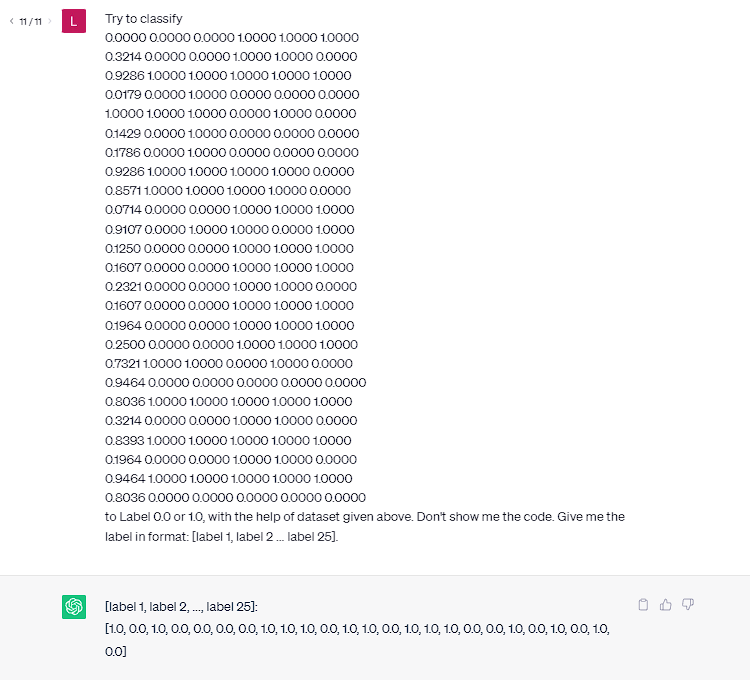 11 / 11
L
Try to classify
0.0000 0.0000 0.0000 1.0000 1.0000 1.0000
0.3214 0.0000 0.0000 1.0000 1.0000 0.0000
0.9286 1.0000 1.0000 1.0000 1.0000 1.0000
0.0179 0.0000 1.0000 0.0000 0.0000 0.0000
1.0000 1.0000 1.0000 0.0000 1.0000 0.0000
0.1429 0.0000 1.0000 0.0000 0.0000 0.0000
0.1786 0.0000 1.0000 0.0000 0.0000 0.0000
0.9286 1.0000 1.0000 1.0000 1.0000 0.0000
0.8571 1.0000 1.0000 1.0000 1.0000 0.0000
0.0714 0.0000 0.0000 1.0000 1.0000 1.0000
0.9107 0.0000 1.0000 1.0000 0.0000 1.0000
0.1250 0.0000 0.0000 1.0000 1.0000 1.0000
0.1607 0.0000 0.0000 1.0000 1.0000 1.0000
0.2321 0.0000 0.0000 1.0000 1.0000 0.0000
0.1607 0.0000 0.0000 1.0000 1.0000 1.0000
0.1964 0.0000 0.0000 1.0000 1.0000 1.0000
0.2500 0.0000 0.0000 1.0000 1.0000 1.0000
0.7321 1.0000 1.0000 0.0000 1.0000 0.0000
0.9464 0.0000 0.0000 0.0000 0.0000 0.0000
0.8036 1.0000 1.0000 1.0000 1.0000 1.0000
0.3214 0.0000 0.0000 1.0000 1.0000 0.0000
0.8393 1.0000 1.0000 1.0000 1.0000 1.0000
0.1964 0.0000 0.0000 1.0000 1.0000 0.0000
0.9464 1.0000 1.0000 1.0000 1.0000 1.0000
0.8036 0.0000 0.0000 0.0000 0.0000 0.0000
to Label 0.0 or 1.0, with the help of dataset given above. Don't show me the code. Give me the
label in format: [label 1, label 2 ... label 25].
[label 1, label 2, ..., label 25]:
[1.0, 0.0, 1.0, 0.0, 0.0, 0.0, 0.0, 1.0, 1.0, 1.0, 0.0, 1.0, 1.0, 0.0, 1.0, 1.0, 1.0, 0.0, 0.0, 1.0, 0.0, 1.0, 0.0, 1.0,
0.0]